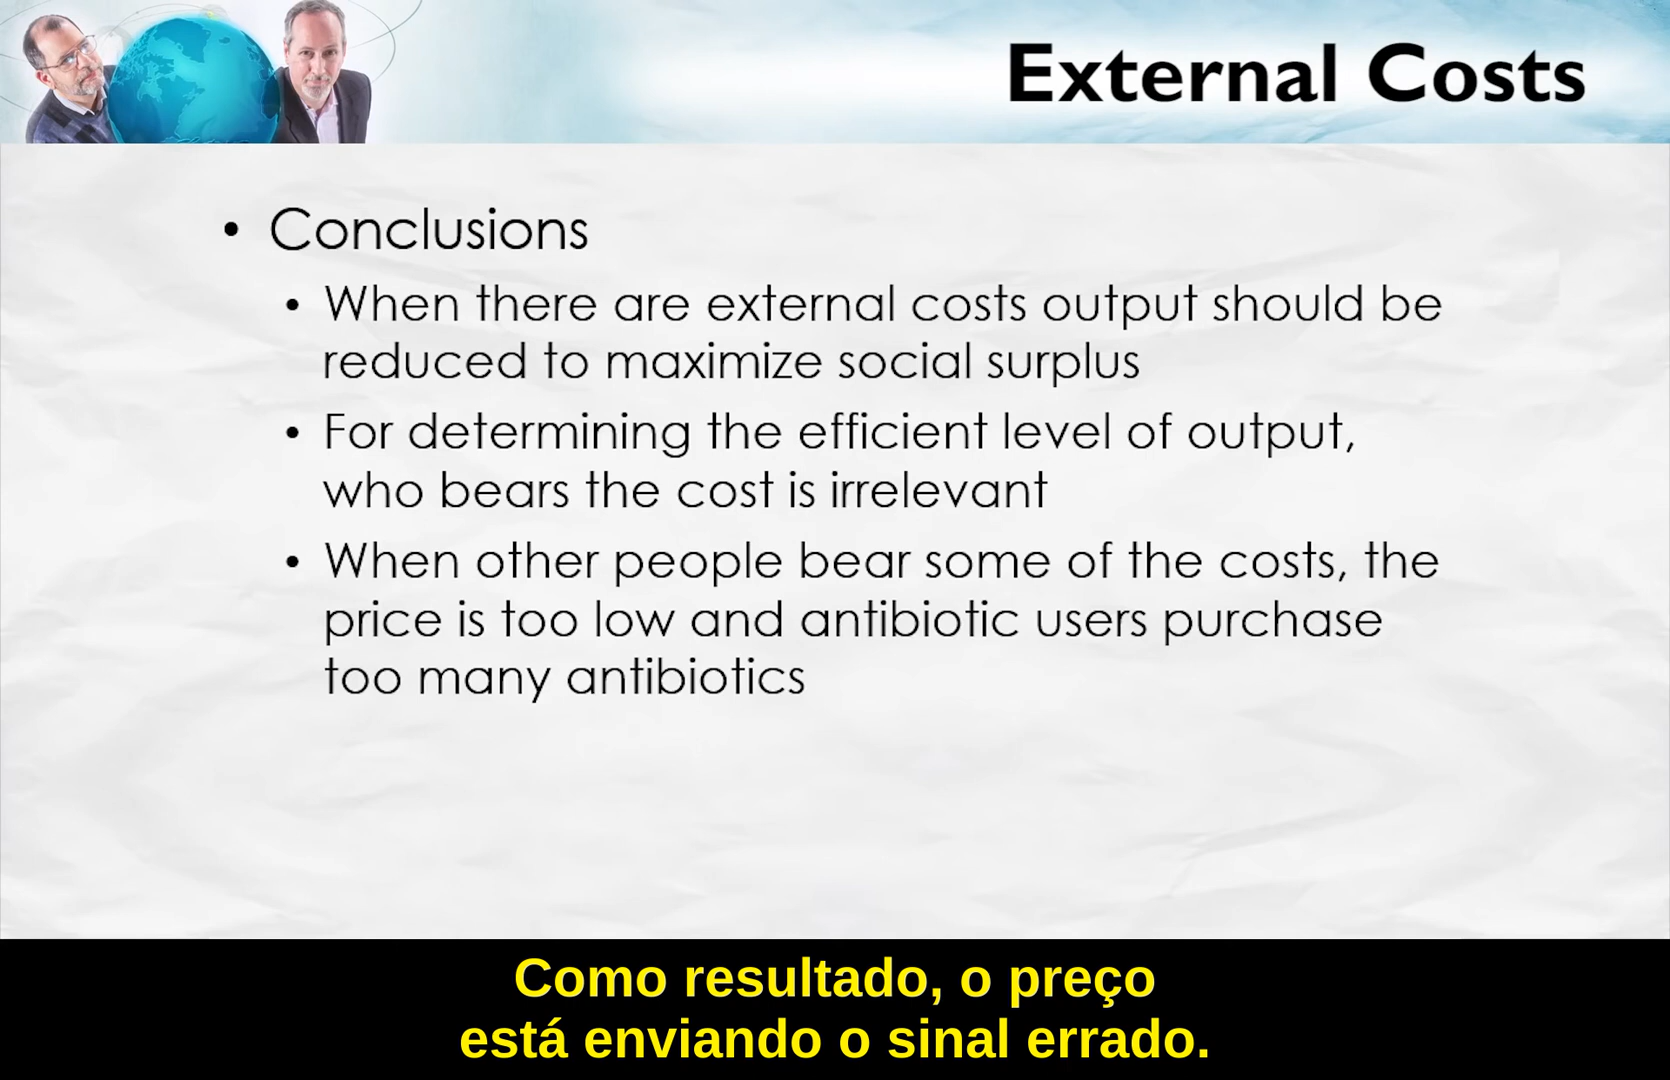 External Costs
• Conclusions
• When there are external costs output should be
reduced to maximize social surplus
• For determining the efficient level of output,
who bears the cost is irrelevant
• When other people bear some of the costs, the
price is too low and antibiotic users purchase
too many antibiotics
Como resultado, o preço
está enviando o sinal errado.